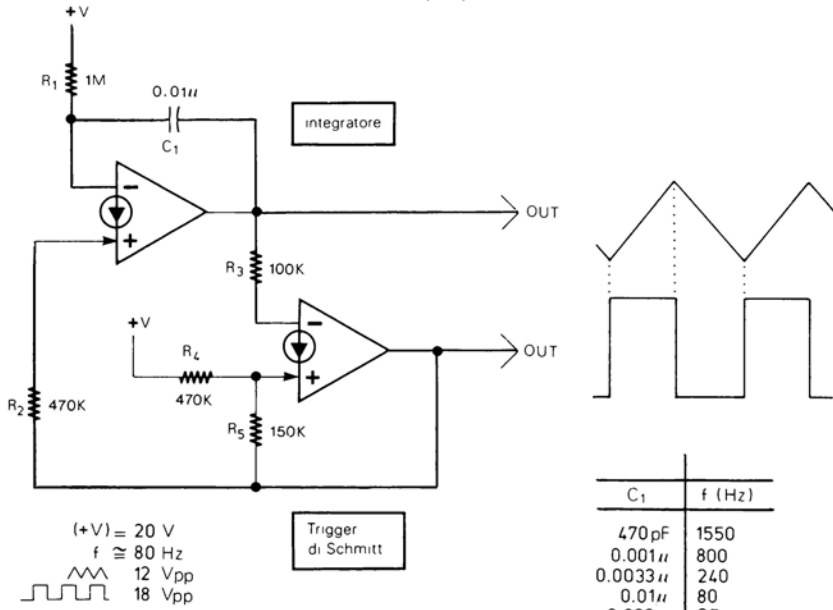 +V
R1 1M
0.01u
C1
integratore
−
+
OUT
R3 100K
+V
R4
470K
−
+
OUT
R2 470K
R5 150K
(+V) = 20 V
f ≅ 80 Hz
12 Vpp
18 Vpp
Trigger
di Schmitt
C1 f (Hz)
470 pF 1550
0.001u 800
0.0033u 240
0.01u 80